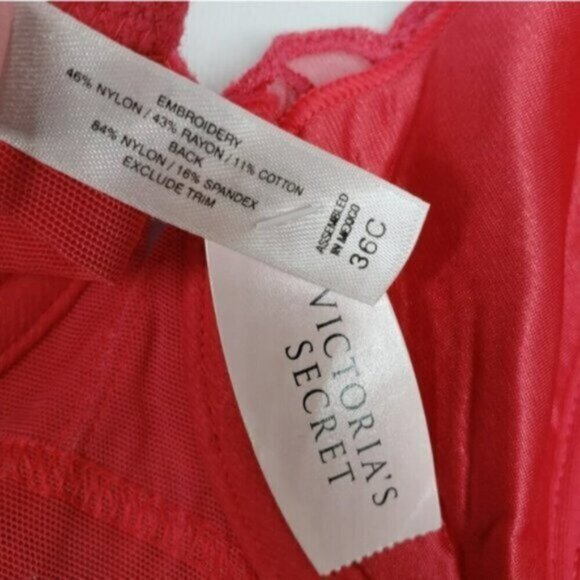 EMBROIDERY
46% NYLON / 43% RAYON / 11% COTTON
BACK
84% NYLON / 16% SPANDEX
EXCLUDE TRIM
ASSEMBLED
IN MEXICO
36C
VICTORIA'S
SECRET